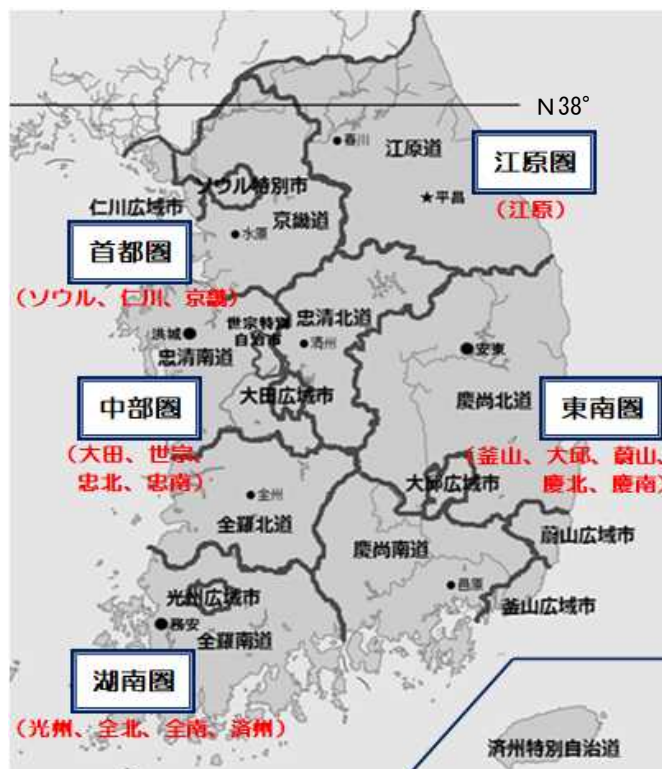 N 38°
春川
江原道
江原圏
(江原)
ソウル特別市
★平昌
仁川広域市
京畿道
水原
首都圏
(ソウル、仁川、京畿)
世宗特別
自治市
忠清北道
洪城
清州
安東
忠清南道
中部圏
大田広域市
慶尚北道
東南圏
(大田、世宗、
忠北、忠南)
(釜山、大邱、蔚山、
慶北、慶南)
大邱広域市
全州
全羅北道
慶尚南道
蔚山広域市
光州広域市
昌原
釜山広域市
務安
全羅南道
湖南圏
(光州、全北、全南、済州)
済州特別自治道